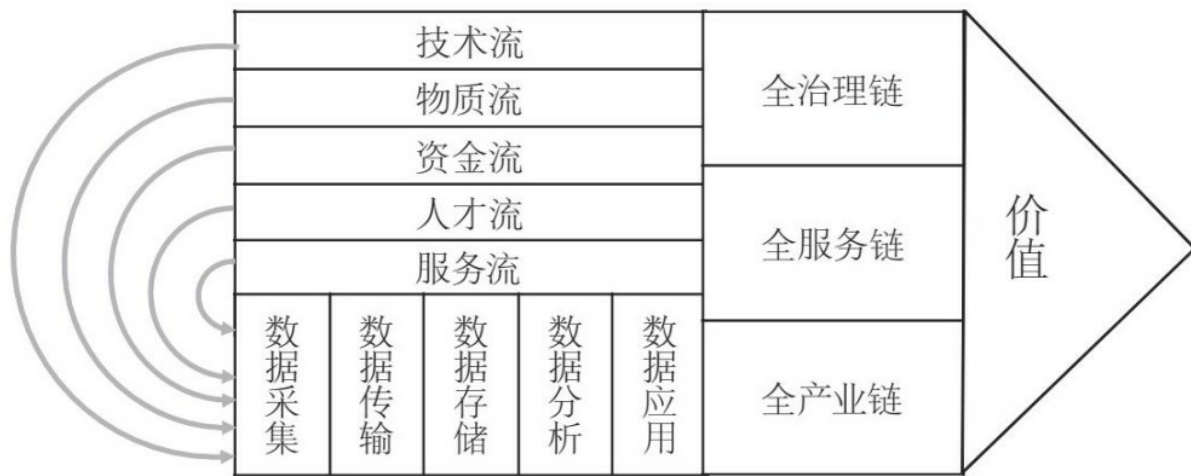 技术流
物质流
资金流
人才流
服务流
数据采集
数据传输
数据存储
数据分析
数据应用
全治理链
全服务链
全产业链
价值